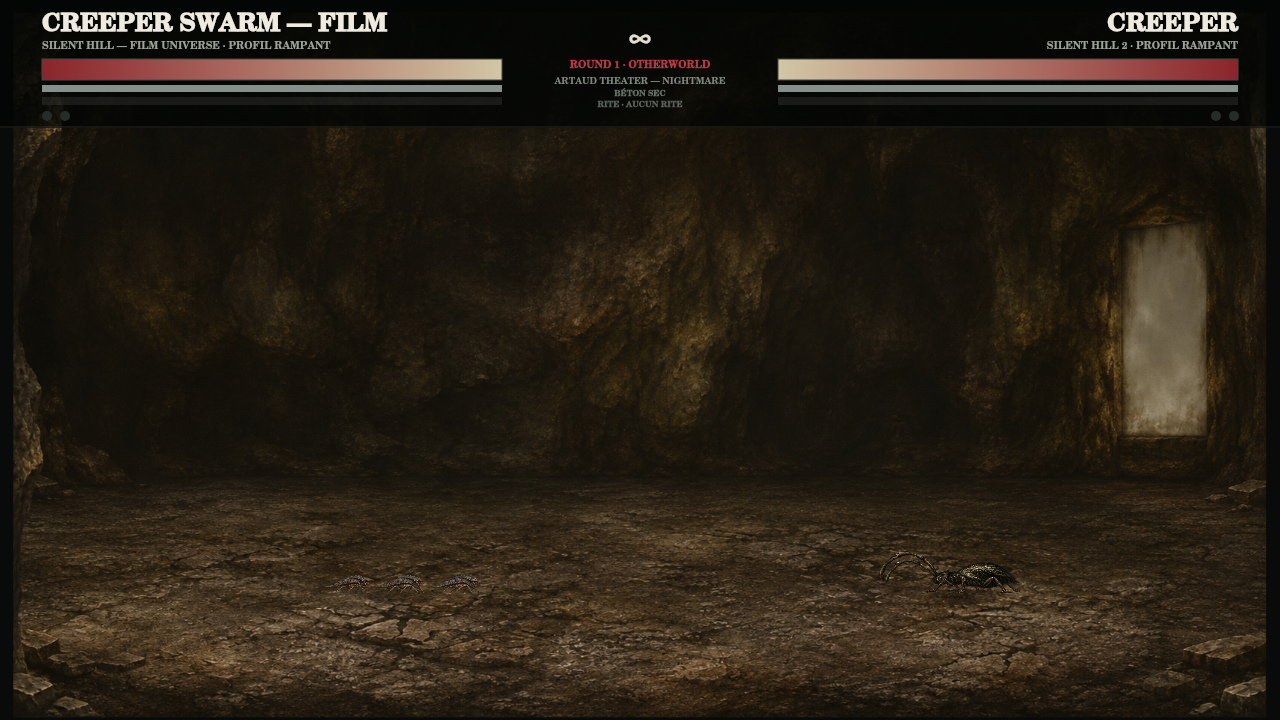 CREEPER SWARM — FILM
SILENT HILL — FILM UNIVERSE · PROFIL RAMPANT
∞
ROUND 1 · OTHERWORLD
ARTAUD THEATER — NIGHTMARE
BÉTON SEC
RITE · AUCUN RITE
CREEPER
SILENT HILL 2 · PROFIL RAMPANT